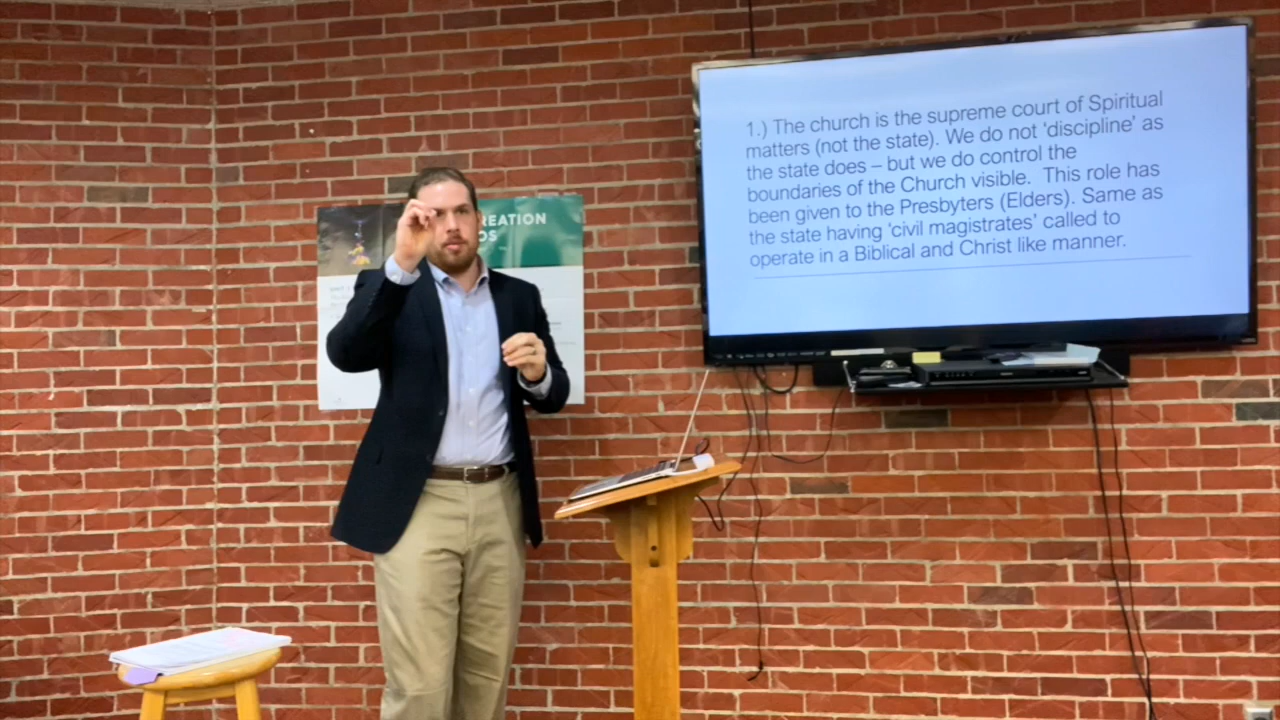 REATION
OS
1.) The church is the supreme court of Spiritual
matters (not the state). We do not 'discipline' as
the state does – but we do control the
boundaries of the Church visible. This role has
been given to the Presbyters (Elders). Same as
the state having 'civil magistrates' called to
operate in a Biblical and Christ like manner.